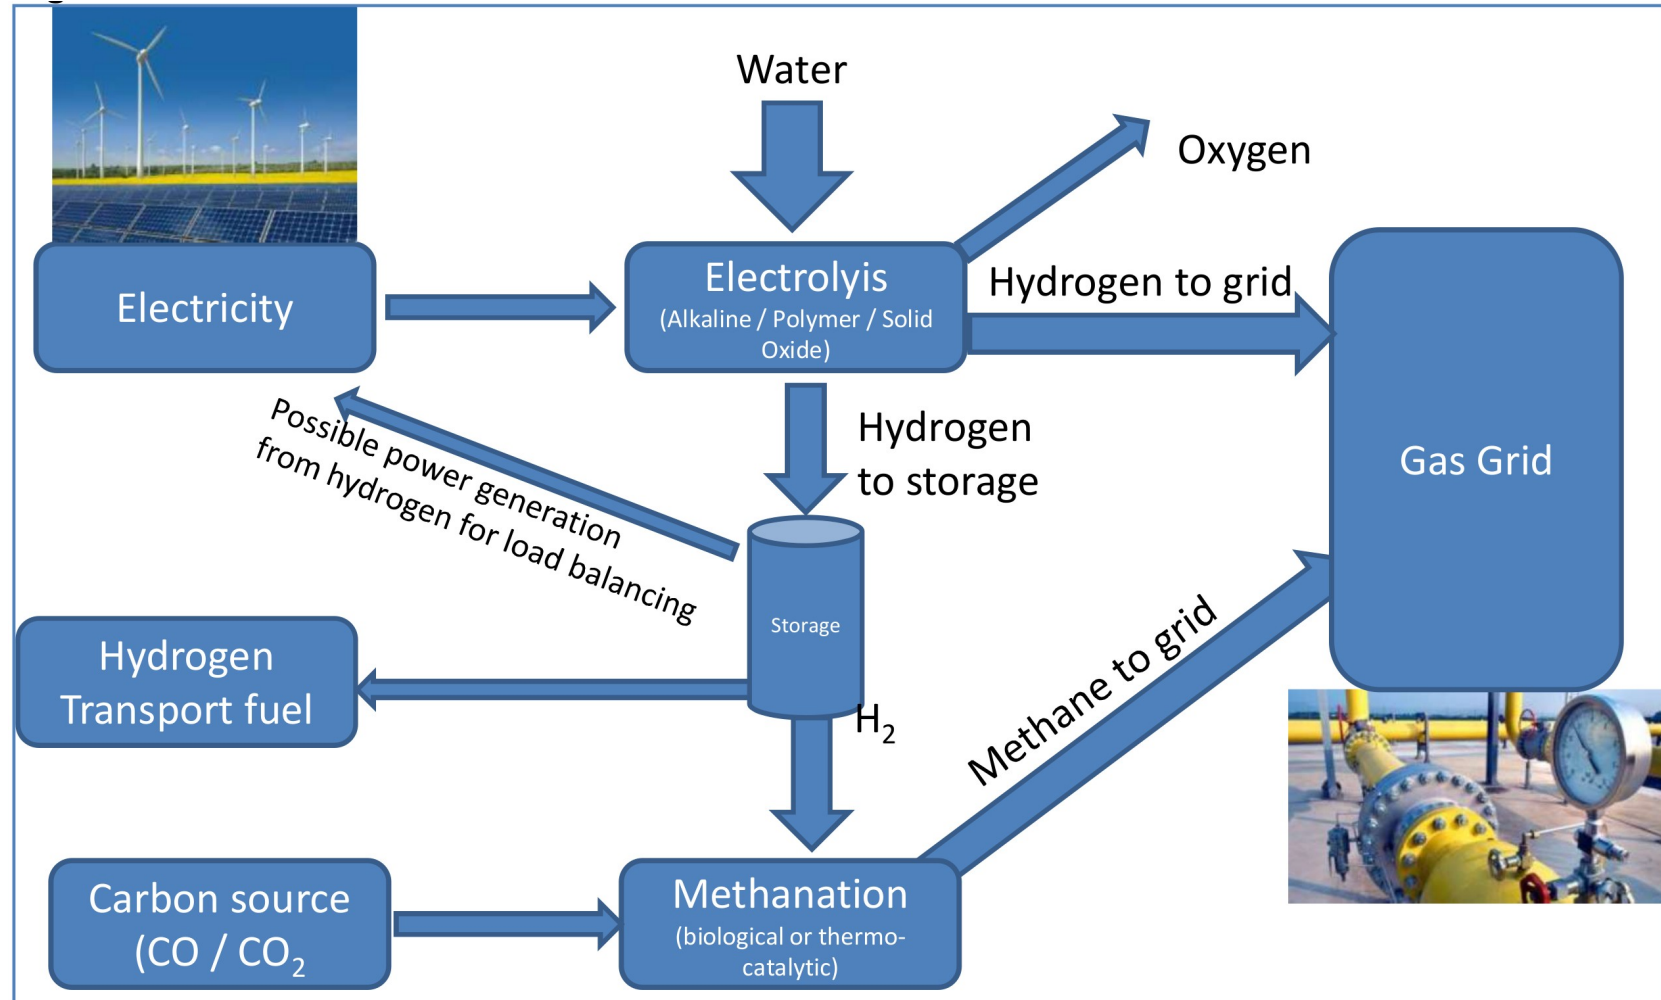 Water
Oxygen
Electricity
Electrolyis
(Alkaline / Polymer / Solid
Oxide)
Hydrogen to grid
Gas Grid
Hydrogen
to storage
Possible power generation
from hydrogen for load balancing
Storage
Hydrogen
Transport fuel
H₂
Methane to grid
Carbon source
(CO / CO₂
Methanation
(biological or thermo-
catalytic)